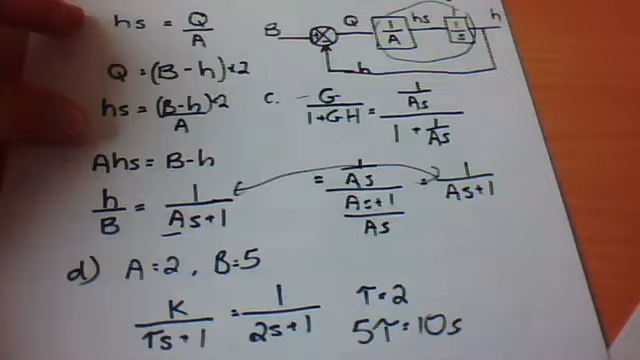 hs = Q/A
B Q 1/A hs 1/s h
h
Q = (B-h)×2
hs = (B-h)×2/A
c. G/1+GH = 1/As / 1+1/As
Ahs = B-h
h/B = 1/As+1
= 1/As / As+1/As = 1/As+1
d) A=2, B=5
K/τs+1 = 1/2s+1 τ=2
5τ=10s